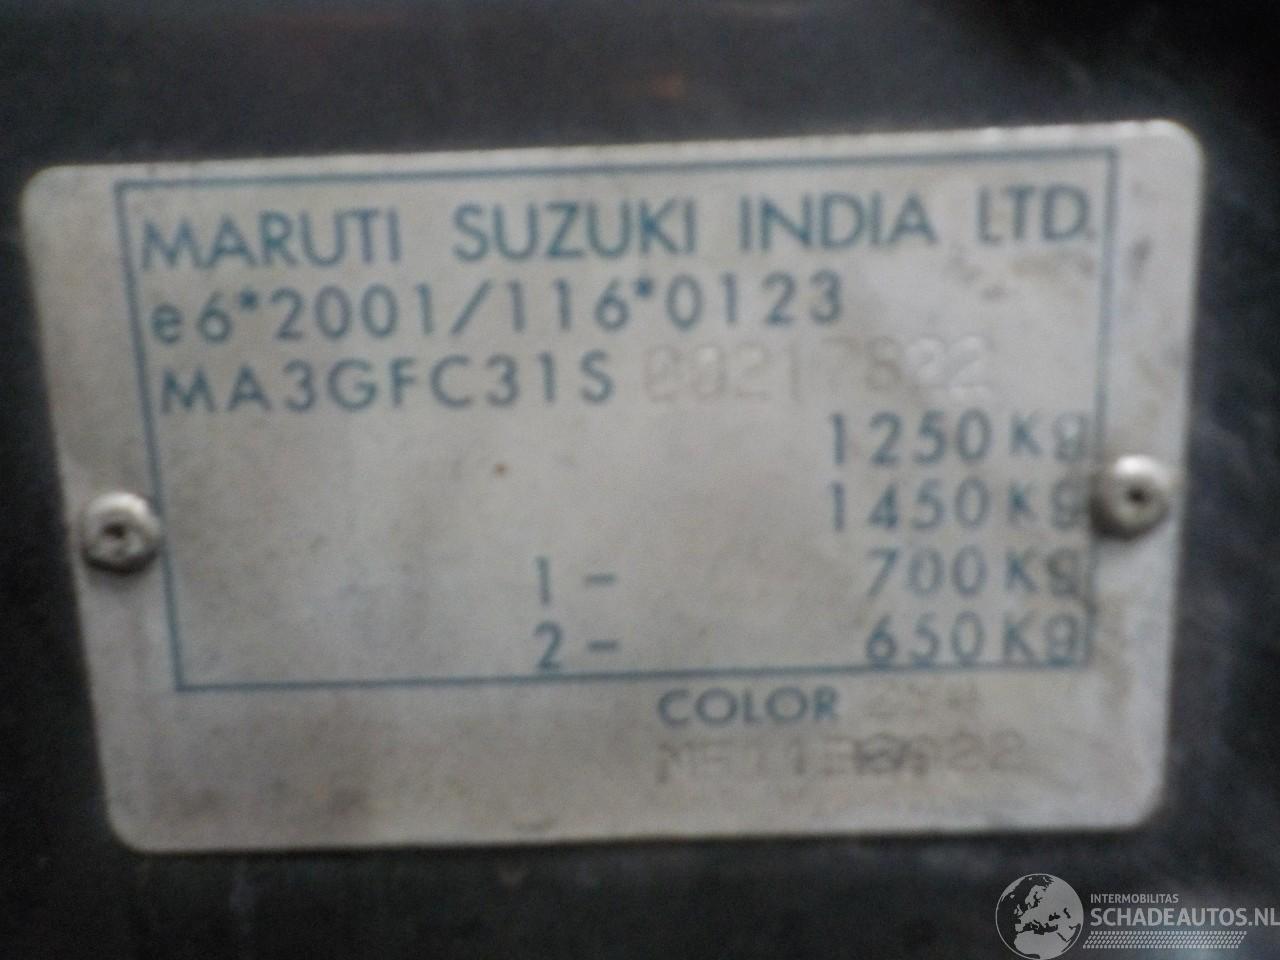 MARUTI SUZUKI INDIA LTD.
e6*2001/116*0123
MA3GFC31S
1250 Kg
1450 Kg
1 - 700 Kg
2 - 650 Kg
COLOR
INTERMOBILITAS
SCHADEAUTOS.NL